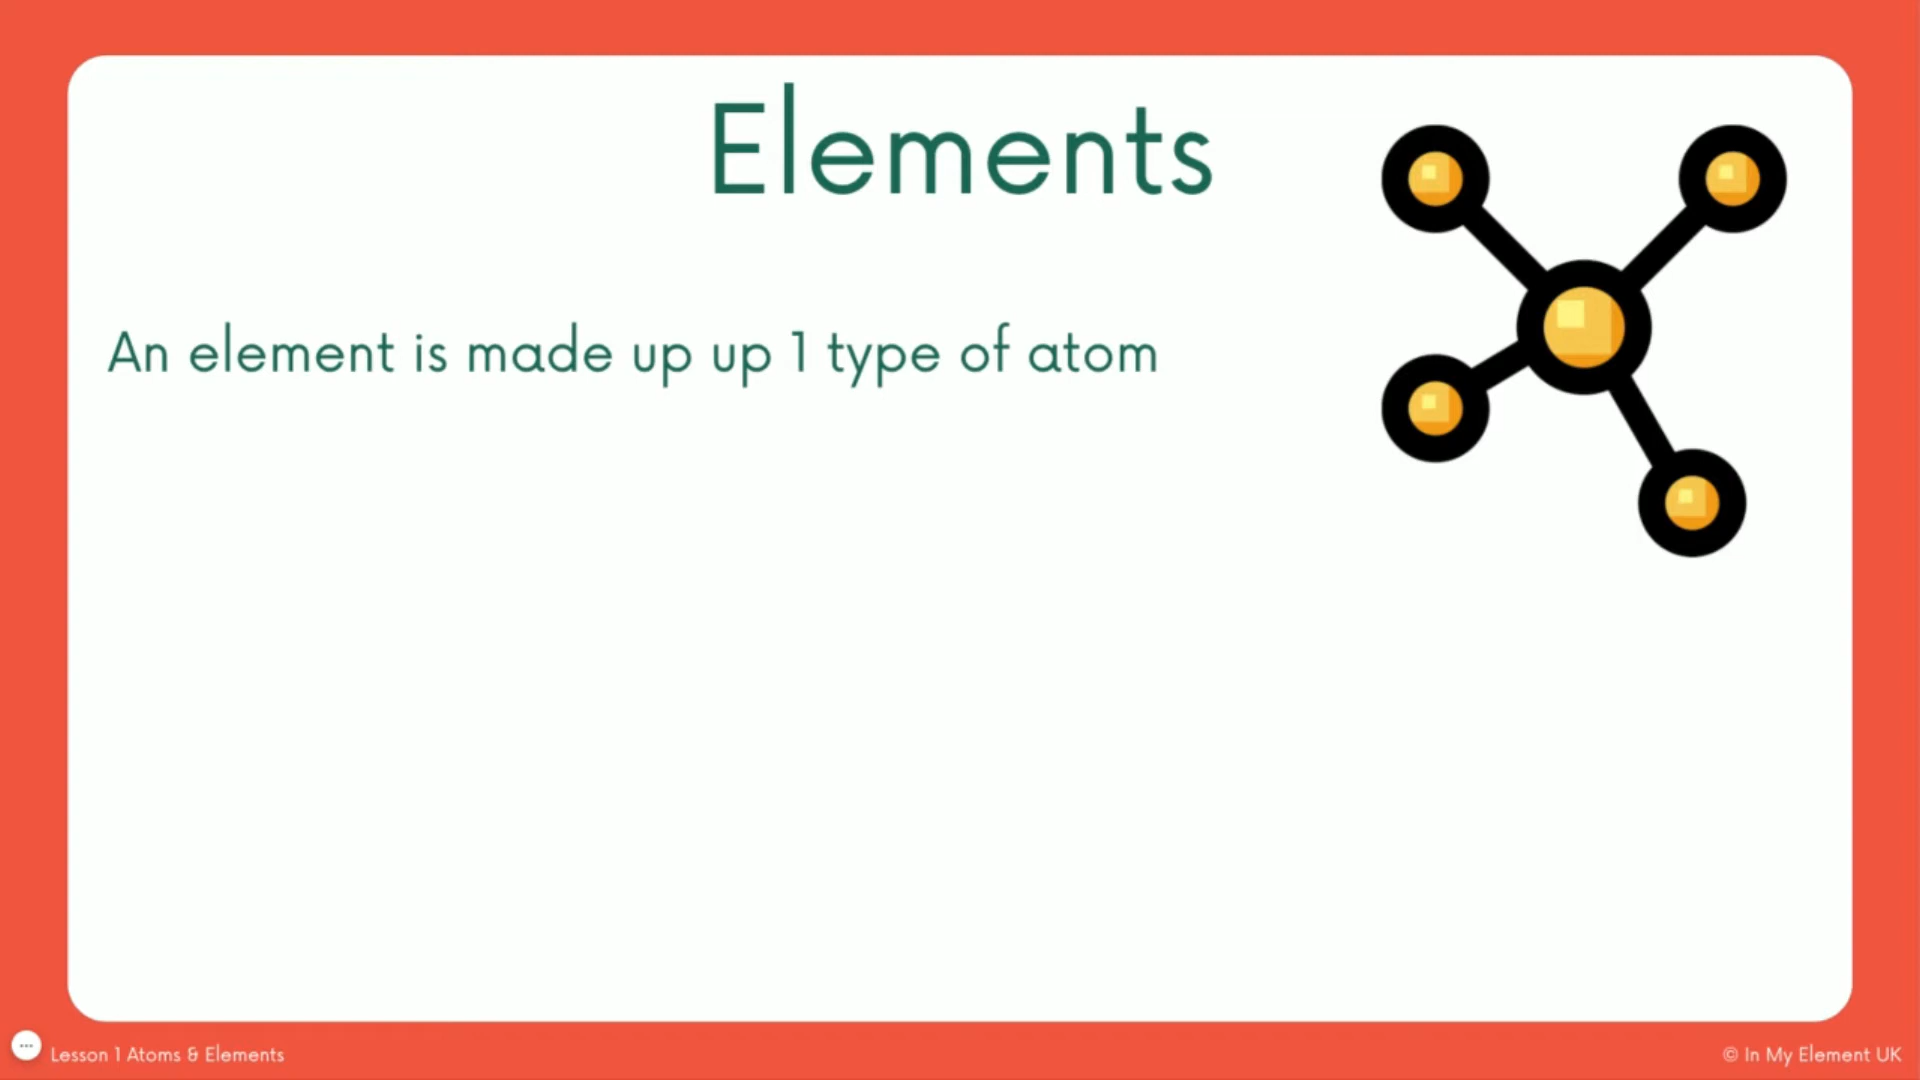 Elements
An element is made up up 1 type of atom
Lesson 1 Atoms & Elements
© In My Element UK